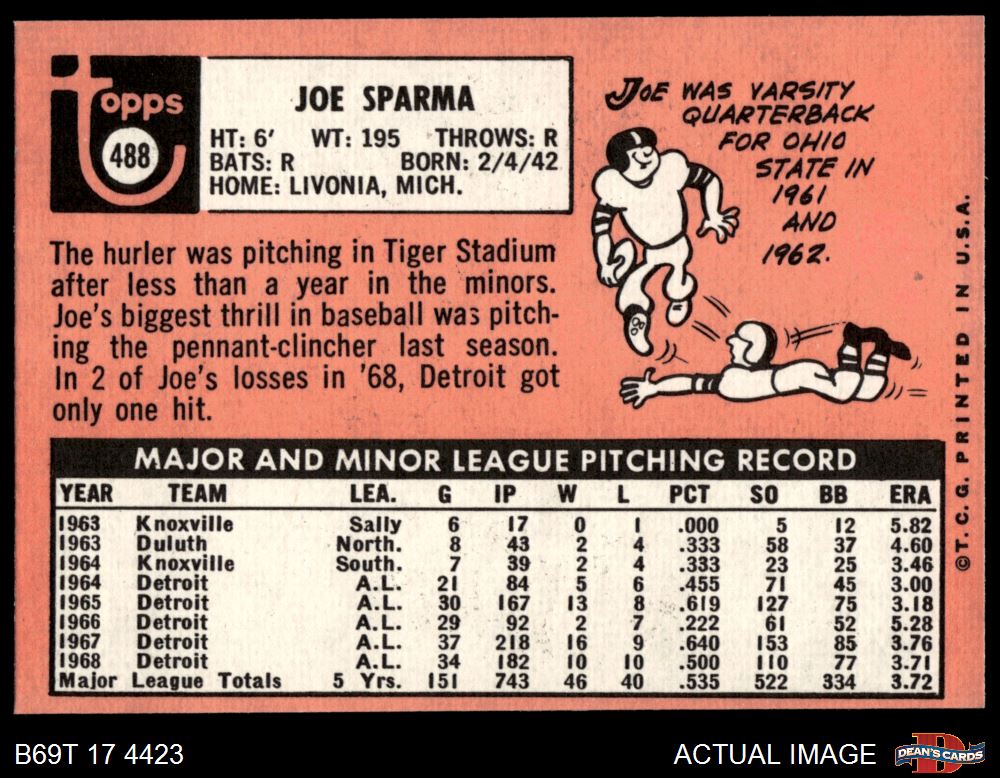 Topps
488
JOE SPARMA
HT: 6' WT: 195 THROWS: R
BATS: R BORN: 2/4/42
HOME: LIVONIA, MICH.
The hurler was pitching in Tiger Stadium
after less than a year in the minors.
Joe's biggest thrill in baseball was pitch-
ing the pennant-clincher last season.
In 2 of Joe's losses in '68, Detroit got
only one hit.
JOE WAS VARSITY
QUARTERBACK
FOR OHIO
STATE IN
1961
AND
1962.
©T. C. G. PRINTED IN U.S.A.
MAJOR AND MINOR LEAGUE PITCHING RECORD
YEAR TEAM LEA. G IP W L PCT SO BB ERA
1963 Knoxville Sally 6 17 0 1 .000 5 12 5.82
1963 Duluth North. 8 43 2 4 .333 58 37 4.60
1964 Knoxville South. 7 39 2 4 .333 23 25 3.46
1964 Detroit A.L. 21 84 5 6 .455 71 45 3.00
1965 Detroit A.L. 30 167 13 8 .619 127 75 3.18
1966 Detroit A.L. 29 92 2 7 .222 61 52 5.28
1967 Detroit A.L. 37 218 16 9 .640 153 85 3.76
1968 Detroit A.L. 34 182 10 10 .500 110 77 3.71
Major League Totals 5 Yrs. 151 743 46 40 .535 522 334 3.72
B69T 17 4423
ACTUAL IMAGE
DEAN'S CARDS